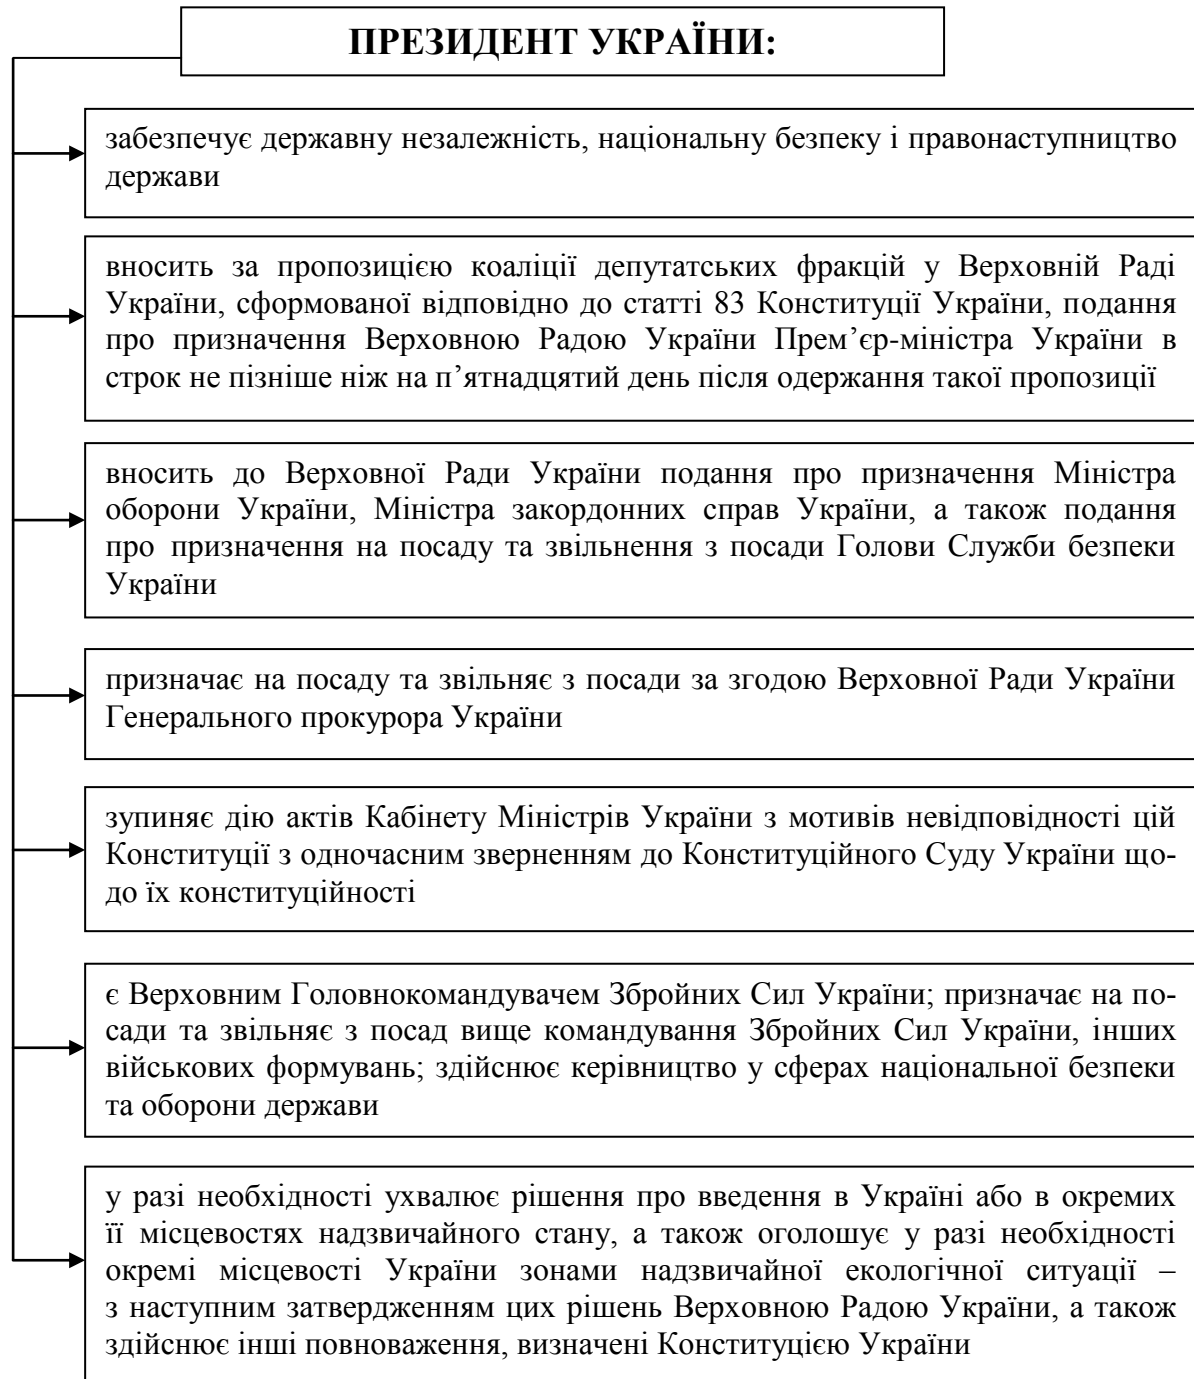 ПРЕЗИДЕНТ УКРАЇНИ:
забезпечує державну незалежність, національну безпеку і правонаступництво
держави
вносить за пропозицією коаліції депутатських фракцій у Верховній Раді
України, сформованої відповідно до статті 83 Конституції України, подання
про призначення Верховною Радою України Прем’єр-міністра України в
строк не пізніше ніж на п’ятнадцятий день після одержання такої пропозиції
вносить до Верховної Ради України подання про призначення Міністра
оборони України, Міністра закордонних справ України, а також подання
про призначення на посаду та звільнення з посади Голови Служби безпеки
України
призначає на посаду та звільняє з посади за згодою Верховної Ради України
Генерального прокурора України
зупиняє дію актів Кабінету Міністрів України з мотивів невідповідності цій
Конституції з одночасним зверненням до Конституційного Суду України що-
до їх конституційності
є Верховним Головнокомандувачем Збройних Сил України; призначає на по-
сади та звільняє з посад вище командування Збройних Сил України, інших
військових формувань; здійснює керівництво у сферах національної безпеки
та оборони держави
у разі необхідності ухвалює рішення про введення в Україні або в окремих
її місцевостях надзвичайного стану, а також оголошує у разі необхідності
окремі місцевості України зонами надзвичайної екологічної ситуації –
з наступним затвердженням цих рішень Верховною Радою України, а також
здійснює інші повноваження, визначені Конституцією України